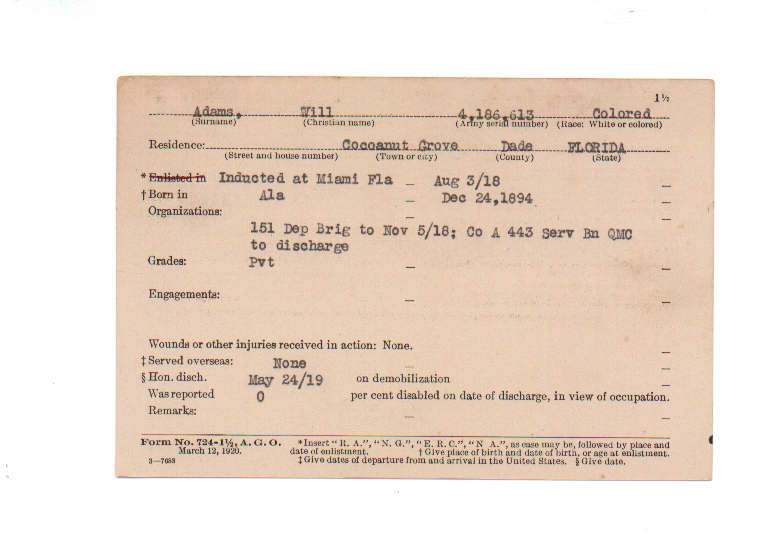 1½
Adams, Will 4,186,613 Colored
(Surname) (Christian name) (Army serial number) (Race: White or colored)
Residence: Cocoanut Grove Dade FLORIDA
(Street and house number) (Town or city) (County) (State)
* Enlisted in Inducted at Miami Fla – Aug 3/18 –
† Born in Ala – Dec 24,1894 –
Organizations: – –
151 Dep Brig to Nov 5/18; Co A 443 Serv Bn QMC
to discharge
Grades: Pvt – –
Engagements: – –
Wounds or other injuries received in action: None. –
‡ Served overseas: None – –
§ Hon. disch. May 24/19 on demobilization –
Was reported 0 per cent disabled on date of discharge, in view of occupation.
Remarks: – –
Form No. 724-1½, A. G. O. *Insert "R. A.", "N. G.", "E. R. C.", "N A.", as case may be, followed by place and
March 12, 1920. date of enlistment. † Give place of birth and date of birth, or age at enlistment.
3—7688 ‡ Give dates of departure from and arrival in the United States. § Give date.